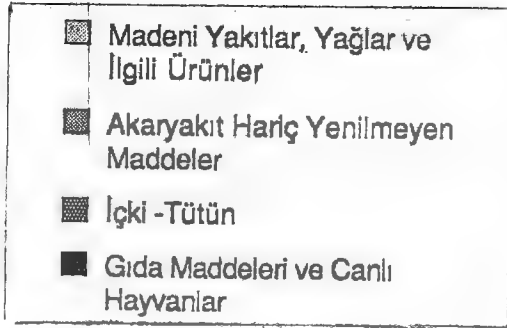 Madeni Yakıtlar, Yağlar ve
İlgili Ürünler
Akaryakıt Hariç Yenilmeyen
Maddeler
İçki -Tütün
Gıda Maddeleri ve Canlı
Hayvanlar